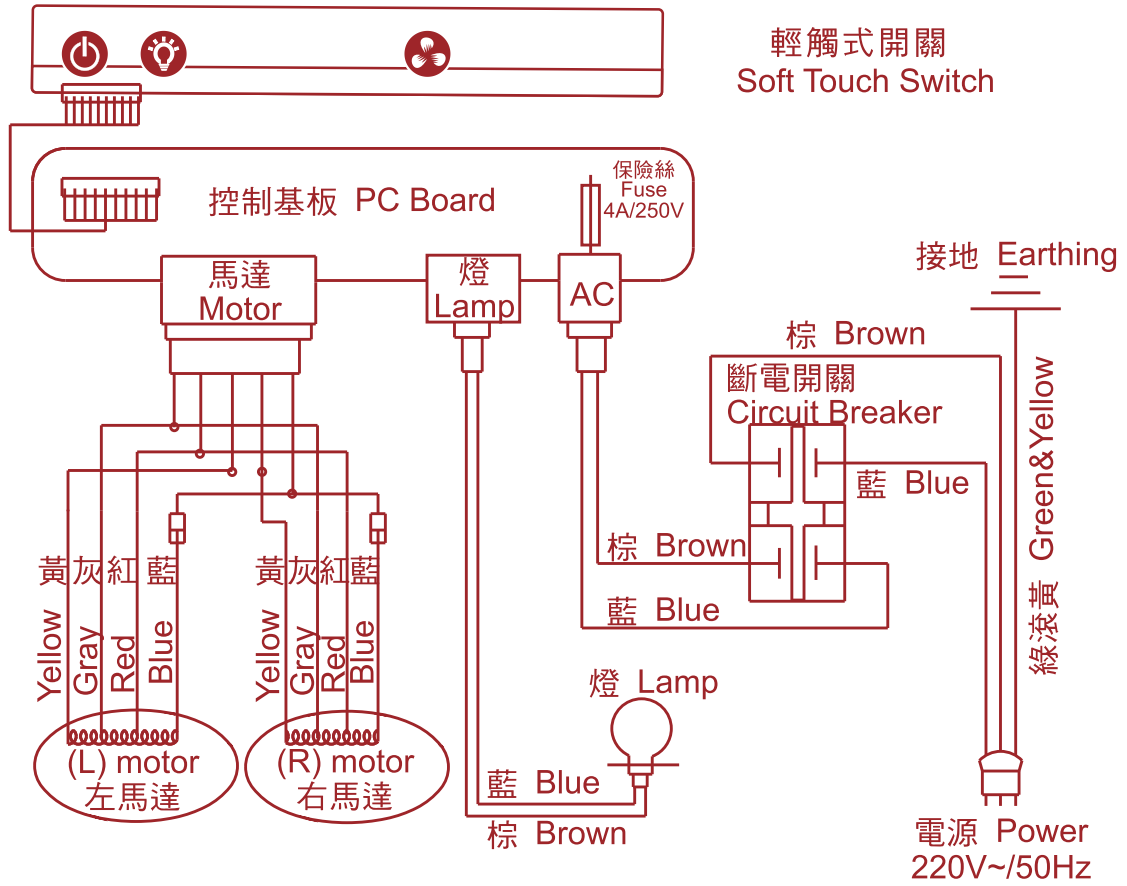 輕觸式開關
Soft Touch Switch
保險絲
Fuse
4A/250V
控制基板 PC Board
馬達
Motor
燈
Lamp
AC
接地 Earthing
棕 Brown
斷電開關
Circuit Breaker
藍 Blue
綠滾黃 Green&Yellow
棕 Brown
藍 Blue
黃 灰 紅 藍
Yellow Gray Red Blue
黃 灰 紅 藍
Yellow Gray Red Blue
燈 Lamp
(L) motor
左馬達
(R) motor
右馬達
藍 Blue
棕 Brown
電源 Power
220V~/50Hz